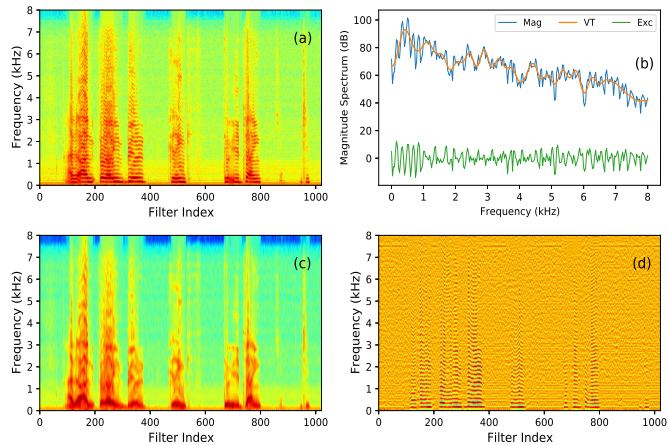 8
7
6
5
4
3
2
1
0
Frequency (kHz)
(a)
0 200 400 600 800 1000
Filter Index
100
80
60
40
20
0
Magnitude Spectrum (dB)
Mag VT Exc
(b)
0 1 2 3 4 5 6 7 8
Frequency (kHz)
8
7
6
5
4
3
2
1
0
Frequency (kHz)
(c)
0 200 400 600 800 1000
Filter Index
8
7
6
5
4
3
2
1
0
Frequency (kHz)
(d)
0 200 400 600 800 1000
Filter Index